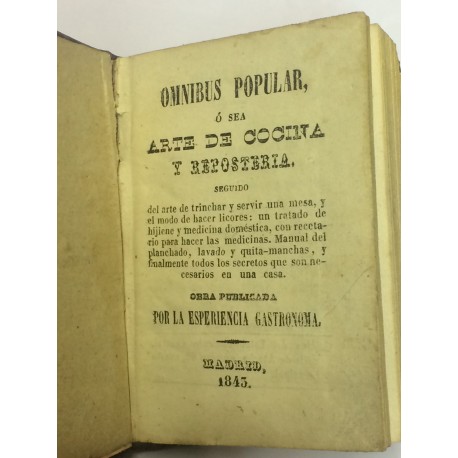 OMNIBUS POPULAR,
ó SEA
ARTE DE COCINA
Y REPOSTERIA.
SEGUIDO
del arte de trinchar y servir una mesa, y
el modo de hacer licores: un tratado de
hijiene y medicina doméstica, con receta-
rio para hacer las medicinas. Manual del
planchado, lavado y quita-manchas, y
finalmente todos los secretos que son ne-
cesarios en una casa.
OBRA PUBLICADA
POR LA ESPERIENCIA GASTRONOMA.
MADRID,
1843.